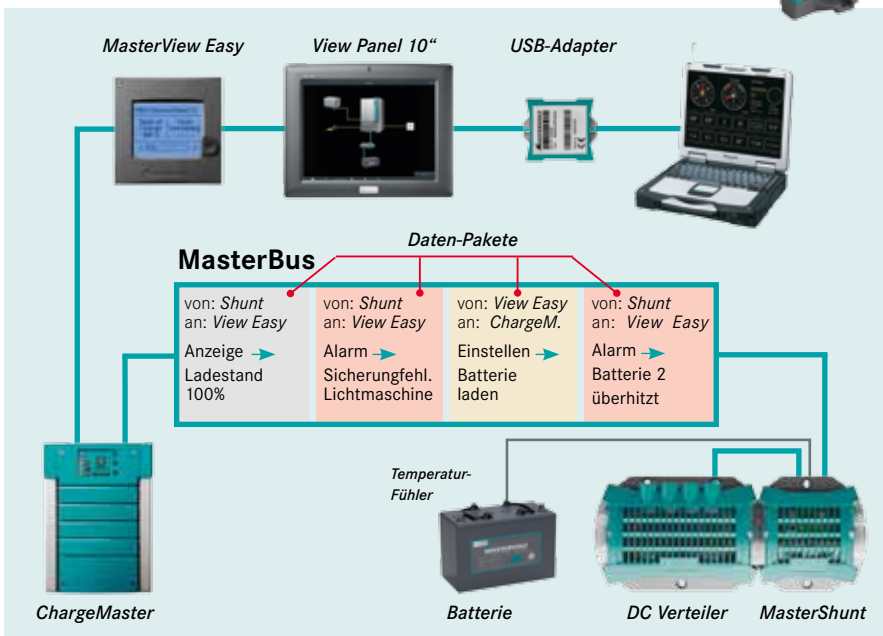 MasterView Easy
View Panel 10“
USB-Adapter
Daten-Pakete
MasterBus
von: Shunt
an: View Easy
Anzeige
Ladestand
100%
von: Shunt
an: View Easy
Alarm
Sicherungfehl.
Lichtmaschine
von: View Easy
an: ChargeM.
Einstellen
Batterie
laden
von: Shunt
an: View Easy
Alarm
Batterie 2
überhitzt
Temperatur-
Fühler
MASTERVOLT
ChargeMaster
Batterie
DC Verteiler
MasterShunt